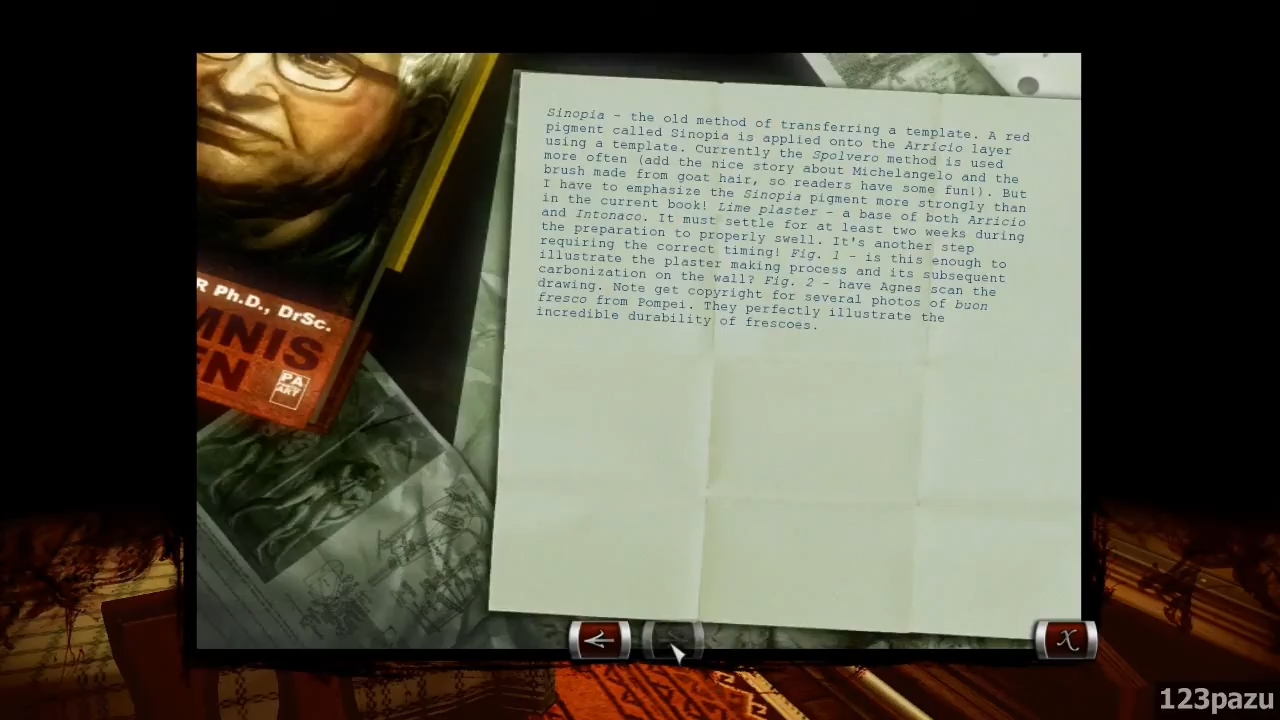 Sinopia - the old method of transferring a template. A red
pigment called Sinopia is applied onto the Arricio layer
using a template. Currently the Spolvero method is used
more often (add the nice story about Michelangelo and the
brush made from goat hair, so readers have some fun!). But
I have to emphasize the Sinopia pigment more strongly than
in the current book! Lime plaster - a base of both Arricio
and Intonaco. It must settle for at least two weeks during
the preparation to properly swell. It's another step
requiring the correct timing! Fig. 1 - is this enough to
illustrate the plaster making process and its subsequent
carbonization on the wall? Fig. 2 - have Agnes scan the
drawing. Note get copyright for several photos of buon
fresco from Pompei. They perfectly illustrate the
incredible durability of frescoes.
R Ph.D., DrSc.
MNIS
EN
PA
ART
X
123pazu